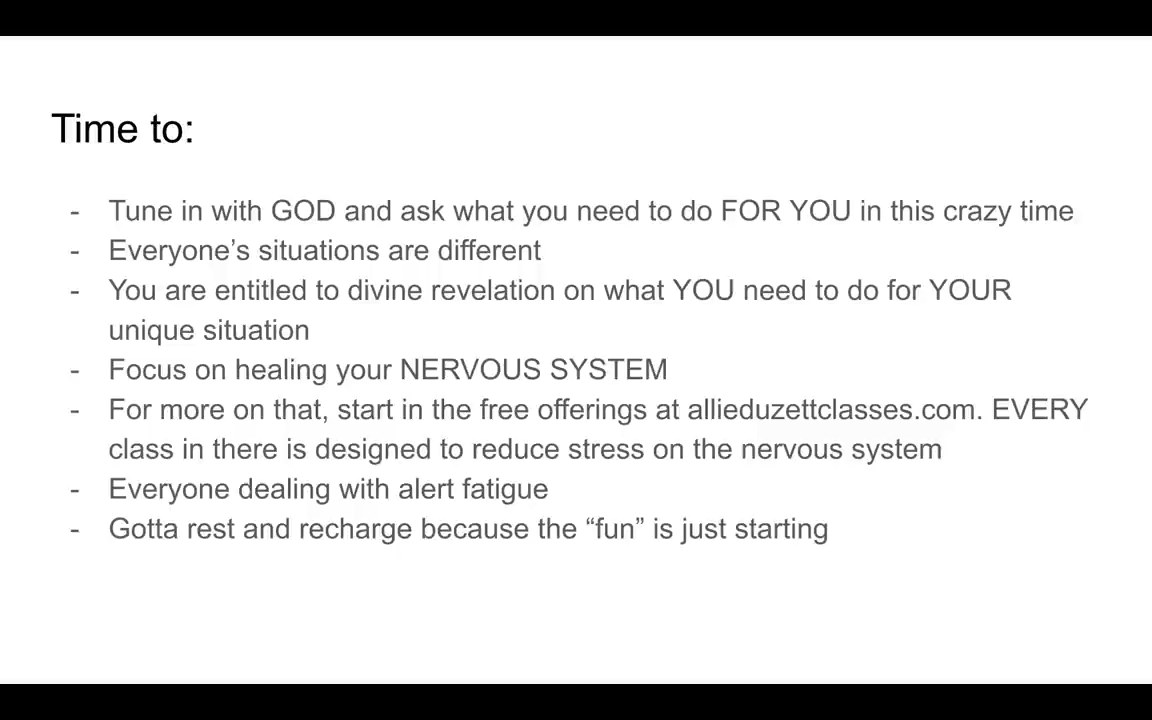 Time to:
- Tune in with GOD and ask what you need to do FOR YOU in this crazy time
- Everyone’s situations are different
- You are entitled to divine revelation on what YOU need to do for YOUR
unique situation
- Focus on healing your NERVOUS SYSTEM
- For more on that, start in the free offerings at allieduzettclasses.com. EVERY
class in there is designed to reduce stress on the nervous system
- Everyone dealing with alert fatigue
- Gotta rest and recharge because the “fun” is just starting